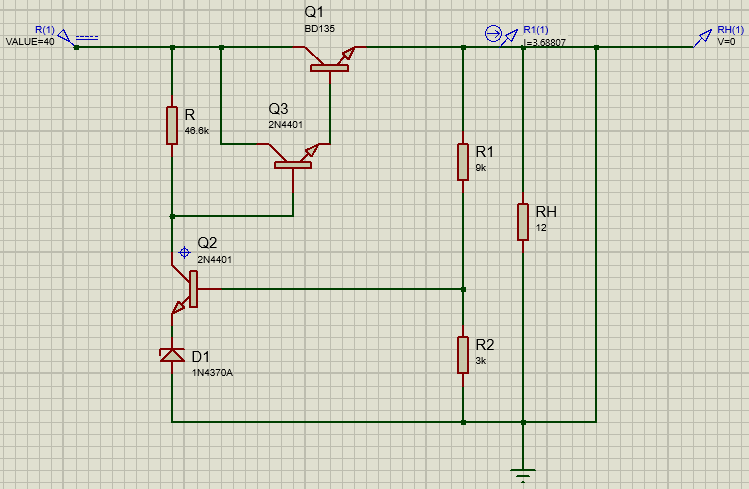 Q1
BD135
R(1)
VALUE=40
R1(1)
I=3.68807
RH(1)
V=0
R
46.6k
Q3
2N4401
R1
9k
RH
12
Q2
2N4401
D1
1N4370A
R2
3k